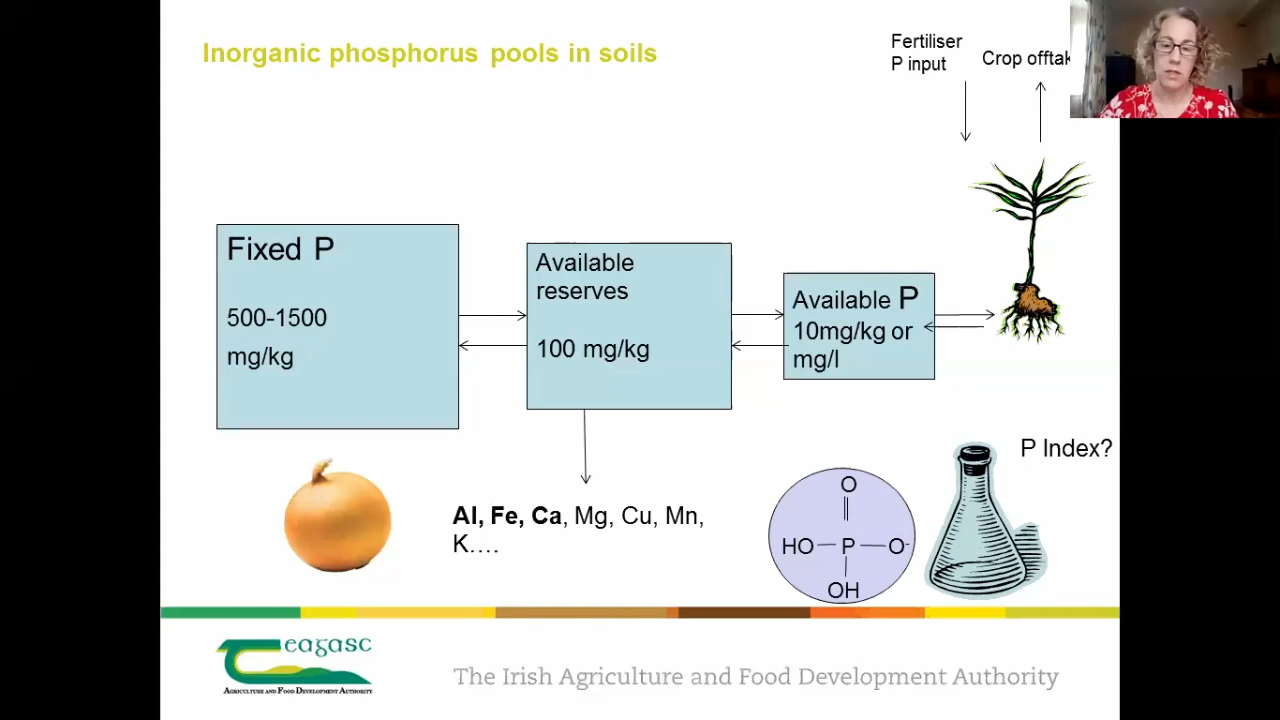 Inorganic phosphorus pools in soils
Fertiliser
P input
Crop offtak
Fixed P
500-1500
mg/kg
Available
reserves
100 mg/kg
Available P
10mg/kg or
mg/l
Al, Fe, Ca, Mg, Cu, Mn,
K….
O
HO P O-
OH
P Index?
eagasc
AGRICULTURE AND FOOD DEVELOPMENT AUTHORITY
The Irish Agriculture and Food Development Authority